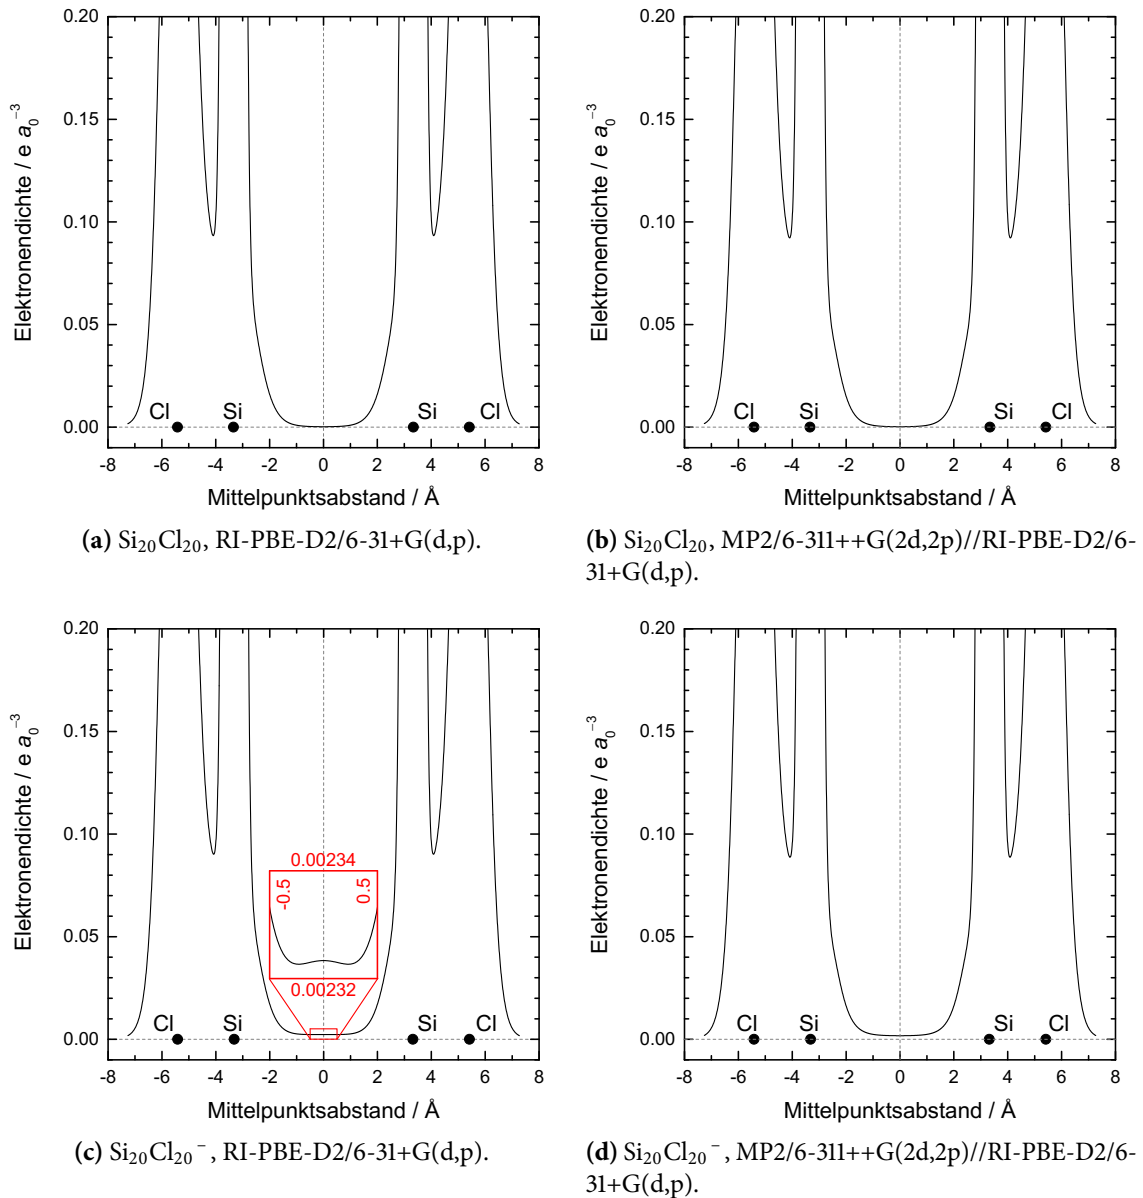 0.20
0.15
0.10
0.05
0.00
Elektronendichte / e a₀⁻³
Cl Si Si Cl
-8 -6 -4 -2 0 2 4 6 8
Mittelpunktsabstand / Å
(a) Si₂₀Cl₂₀, RI-PBE-D2/6-31+G(d,p).
0.20
0.15
0.10
0.05
0.00
Elektronendichte / e a₀⁻³
Cl Si Si Cl
-8 -6 -4 -2 0 2 4 6 8
Mittelpunktsabstand / Å
(b) Si₂₀Cl₂₀, MP2/6-311++G(2d,2p)//RI-PBE-D2/6-
31+G(d,p).
0.20
0.15
0.10
0.05
0.00
Elektronendichte / e a₀⁻³
0.00234
-0.5 0.5
0.00232
Cl Si Si Cl
-8 -6 -4 -2 0 2 4 6 8
Mittelpunktsabstand / Å
(c) Si₂₀Cl₂₀⁻, RI-PBE-D2/6-31+G(d,p).
0.20
0.15
0.10
0.05
0.00
Elektronendichte / e a₀⁻³
Cl Si Si Cl
-8 -6 -4 -2 0 2 4 6 8
Mittelpunktsabstand / Å
(d) Si₂₀Cl₂₀⁻, MP2/6-311++G(2d,2p)//RI-PBE-D2/6-
31+G(d,p).